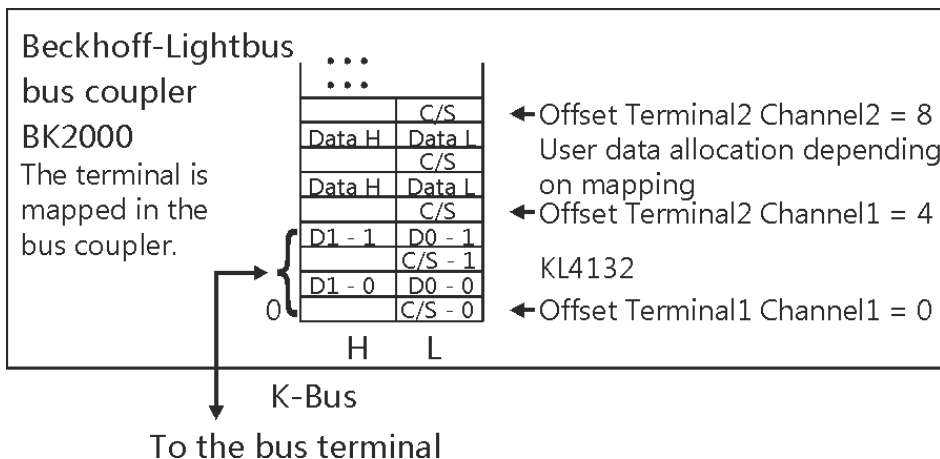 Beckhoff-Lightbus
bus coupler
BK2000
The terminal is
mapped in the
bus coupler.
C/S
Data H Data L
C/S
Data H Data L
C/S
D1 - 1 D0 - 1
C/S - 1
D1 - 0 D0 - 0
0 C/S - 0
H L
Offset Terminal2 Channel2 = 8
User data allocation depending
on mapping
Offset Terminal2 Channel1 = 4
KL4132
Offset Terminal1 Channel1 = 0
K-Bus
To the bus terminal